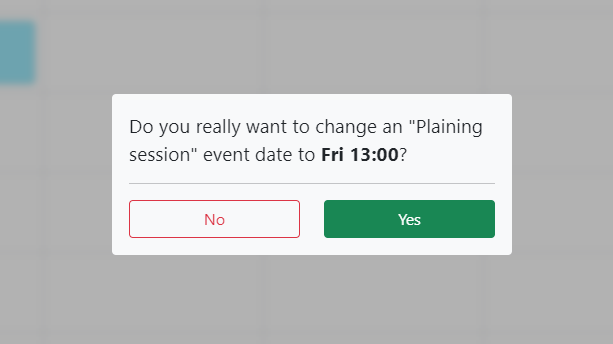 Do you really want to change an "Plaining
session" event date to Fri 13:00?
No
Yes